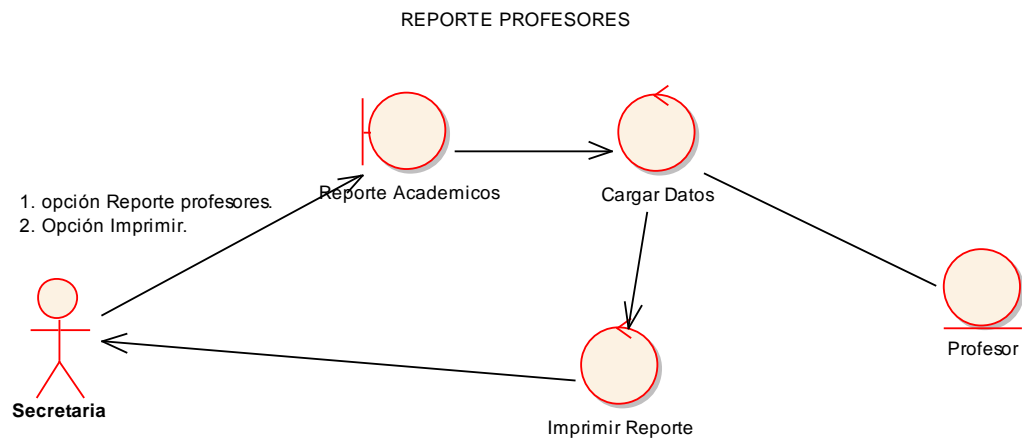 REPORTE PROFESORES
Reporte Academicos
Cargar Datos
1. opción Reporte profesores.
2. Opción Imprimir.
Profesor
Secretaria
Imprimir Reporte